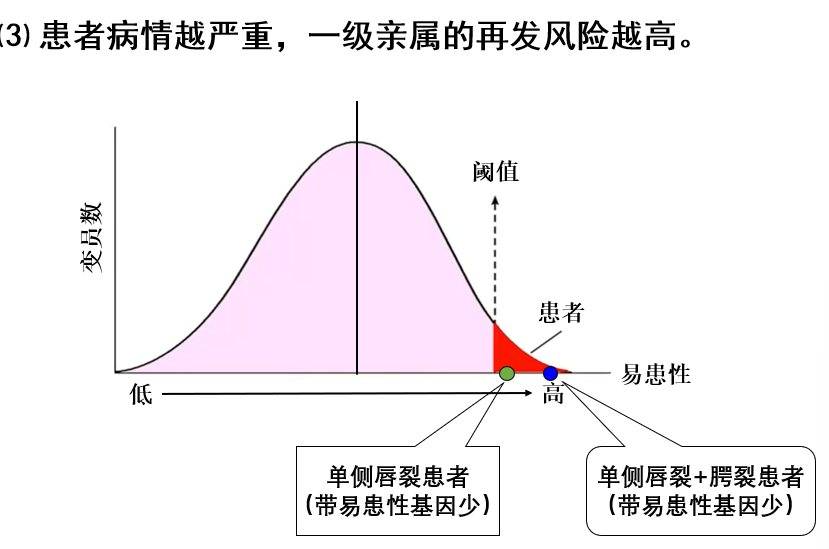 (3) 患者病情越严重，一级亲属的再发风险越高。
阈值
变员数
患者
易患性
低
高
单侧唇裂患者
(带易患性基因少)
单侧唇裂+腭裂患者
(带易患性基因少)